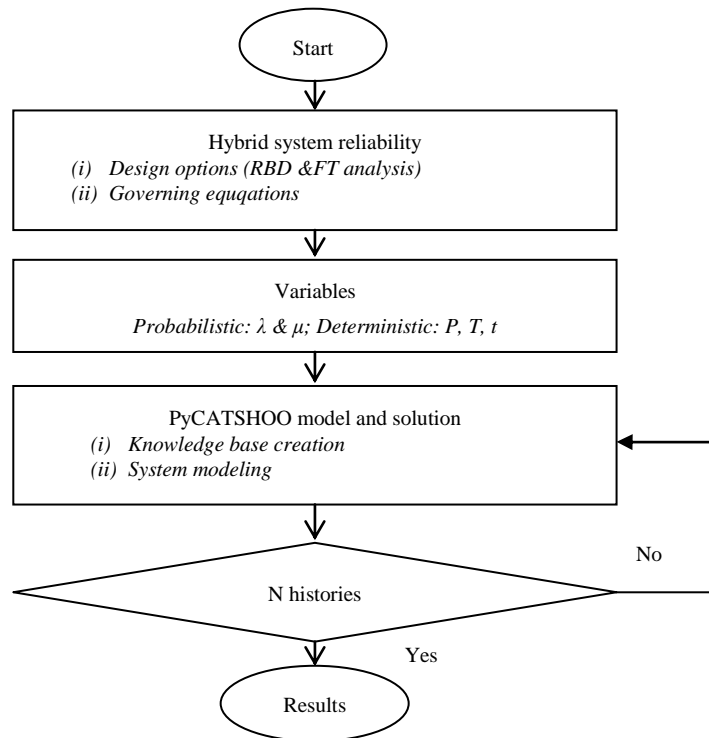 Start
Hybrid system reliability
(i) Design options (RBD &FT analysis)
(ii) Governing equqations
Variables
Probabilistic: λ & μ; Deterministic: P, T, t
PyCATSHOO model and solution
(i) Knowledge base creation
(ii) System modeling
No
N histories
Yes
Results